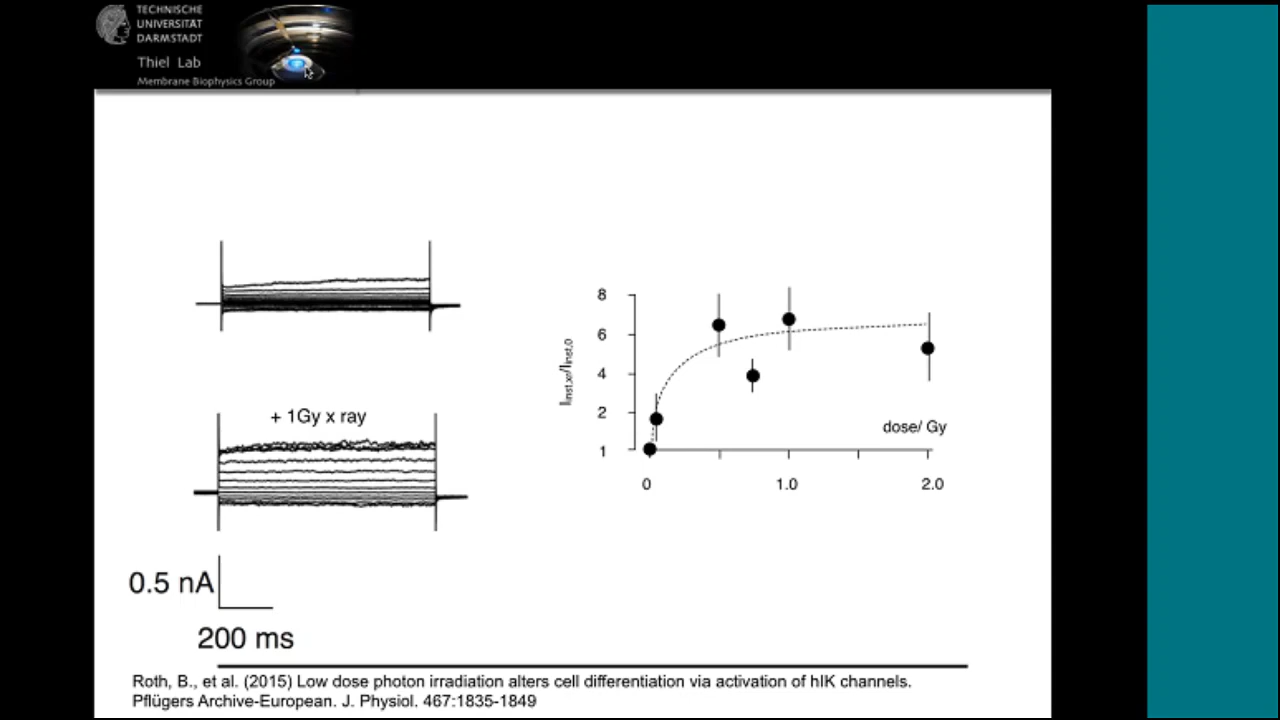 TECHNISCHE
UNIVERSITÄT
DARMSTADT
Thiel Lab
Membrane Biophysics Group
+ 1Gy x ray
0.5 nA
200 ms
8
6
4
2
1
dose/ Gy
0 1.0 2.0
Roth, B., et al. (2015) Low dose photon irradiation alters cell differentiation via activation of hIK channels.
Pflügers Archive-European. J. Physiol. 467:1835-1849